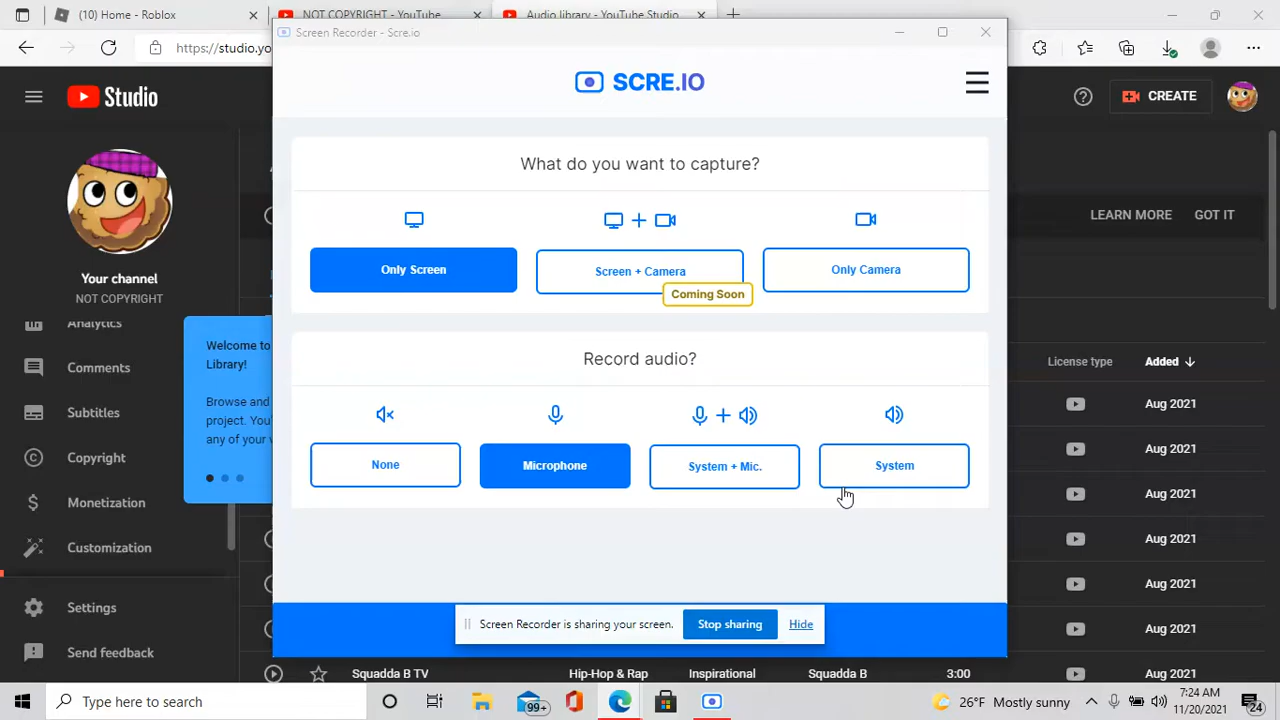 (1) Home - Roblox
NOT COPYRIGHT - YouTube
Audio library - YouTube Studio
Screen Recorder - Scre.io
https://studio.yo
SCRE.IO
Studio
CREATE
What do you want to capture?
LEARN MORE
GOT IT
Only Screen
Screen + Camera
Only Camera
Coming Soon
Your channel
NOT COPYRIGHT
Analytics
Welcome to
Library!
Record audio?
Comments
License type
Added
Browse and
project. You'
any of your v
Aug 2021
Subtitles
Aug 2021
Copyright
None
Microphone
System + Mic.
System
Aug 2021
Monetization
Customization
Aug 2021
Aug 2021
Settings
Screen Recorder is sharing your screen.
Stop sharing
Hide
Aug 2021
Send feedback
Squadda B TV
Hip-Hop & Rap
Inspirational
Squadda B
3:00
Aug 2021
Type here to search
99+
26°F Mostly sunny
7:24 AM
11/20/2021
24